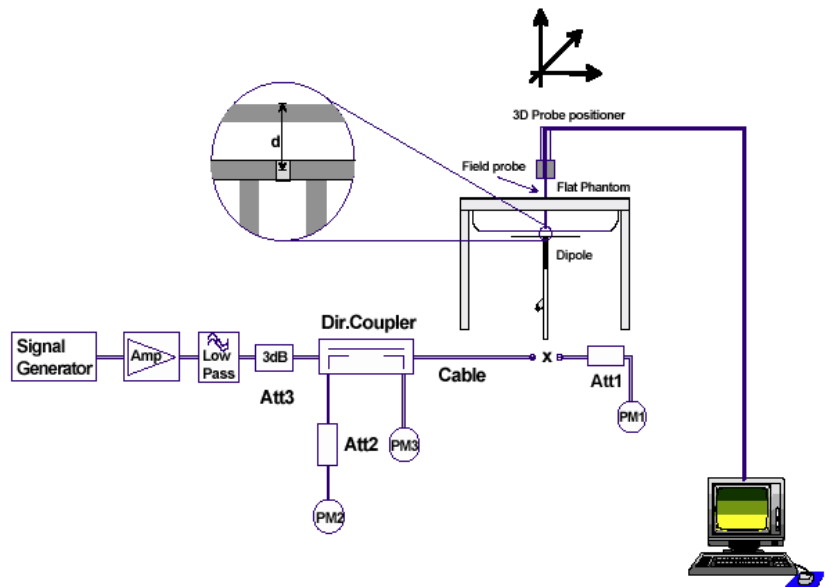 3D Probe positioner
d
Field probe
Flat Phantom
Dipole
Dir.Coupler
Signal
Generator
Amp
Low
Pass
3dB
Att3
Cable
x
Att1
PM1
Att2
PM3
PM2